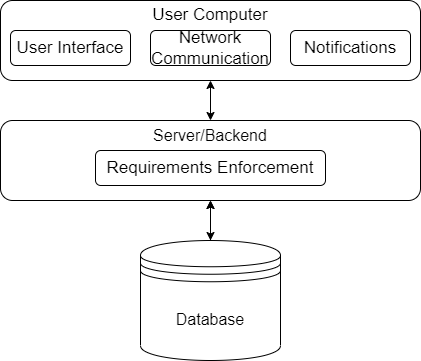 User Computer
User Interface
Network
Communication
Notifications
Server/Backend
Requirements Enforcement
Database